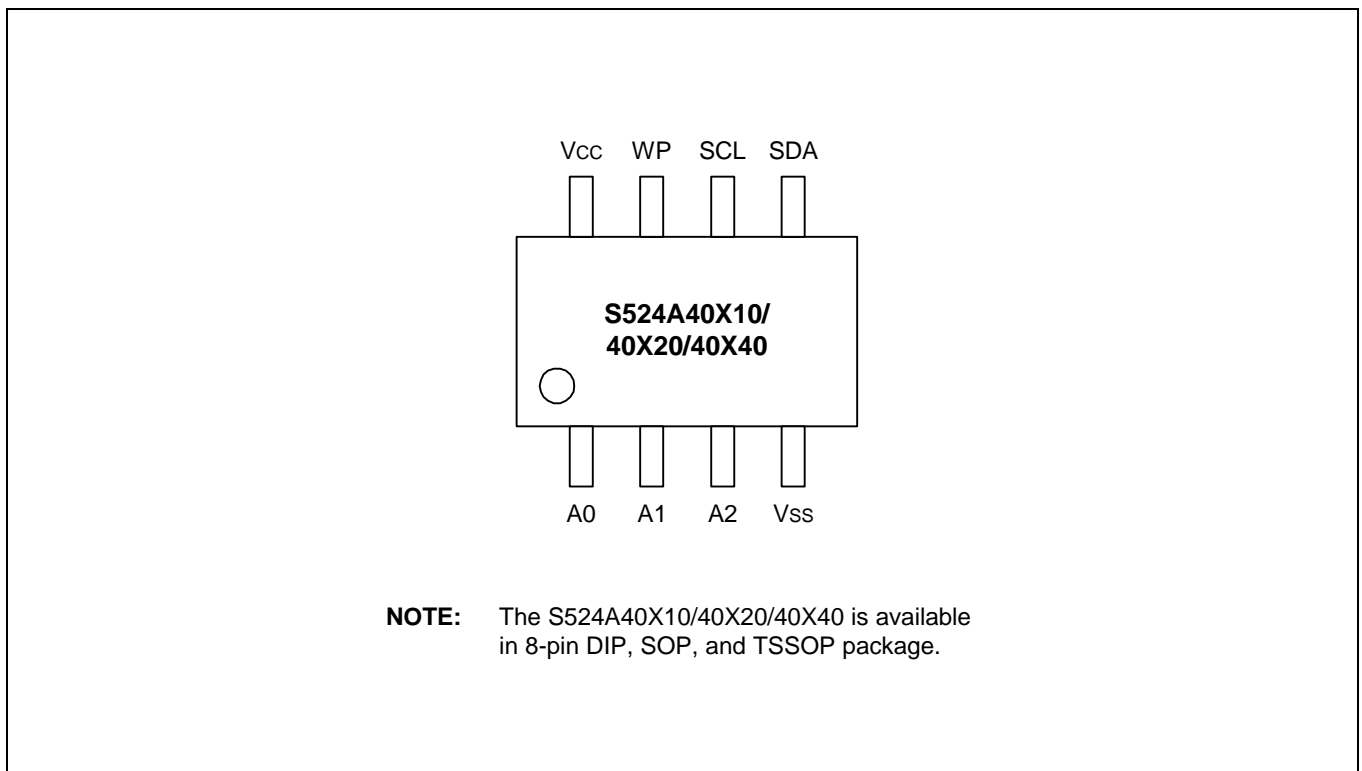 Vcc WP SCL SDA
S524A40X10/
40X20/40X40
A0 A1 A2 Vss
NOTE: The S524A40X10/40X20/40X40 is available
in 8-pin DIP, SOP, and TSSOP package.